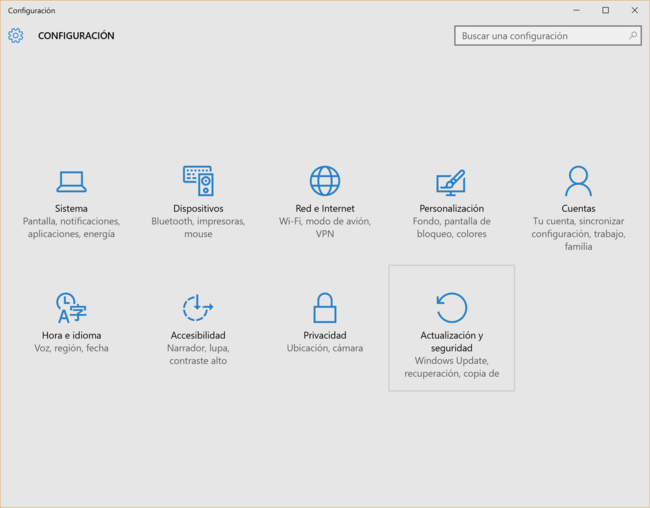 Configuración
CONFIGURACIÓN
Buscar una configuración
Sistema
Pantalla, notificaciones,
aplicaciones, energía
Dispositivos
Bluetooth, impresoras,
mouse
Red e Internet
Wi-Fi, modo de avión,
VPN
Personalización
Fondo, pantalla de
bloqueo, colores
Cuentas
Tu cuenta, sincronizar
configuración, trabajo,
familia
Hora e idioma
Voz, región, fecha
Accesibilidad
Narrador, lupa,
contraste alto
Privacidad
Ubicación, cámara
Actualización y
seguridad
Windows Update,
recuperación, copia de